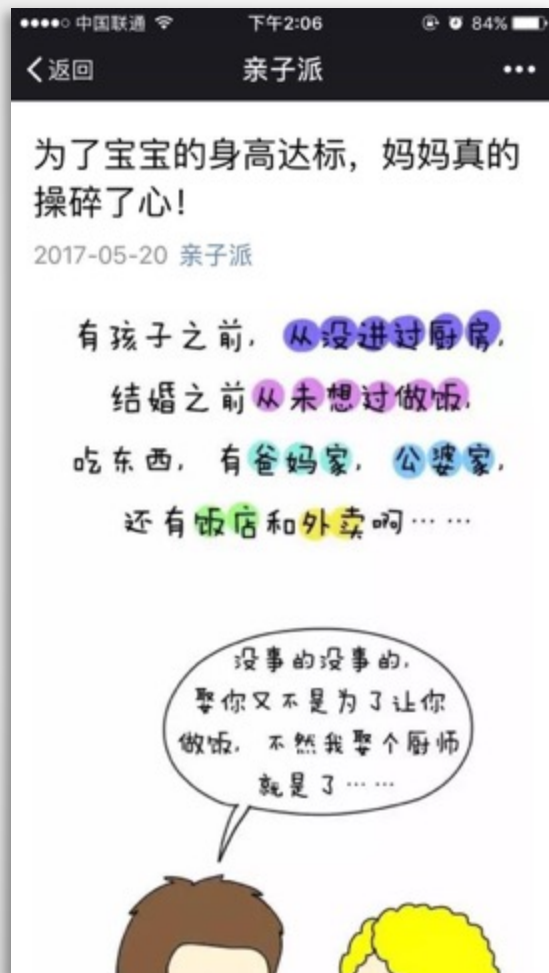 中国联通 下午2:06 84%
返回 亲子派
为了宝宝的身高达标，妈妈真的
操碎了心！
2017-05-20 亲子派
有孩子之前，从没进过厨房，
结婚之前从未想过做饭，
吃东西，有爸妈家，公婆家，
还有饭店和外卖啊……
没事的没事的，
娶你又不是为了让你
做饭，不然我娶个厨师
就是了……